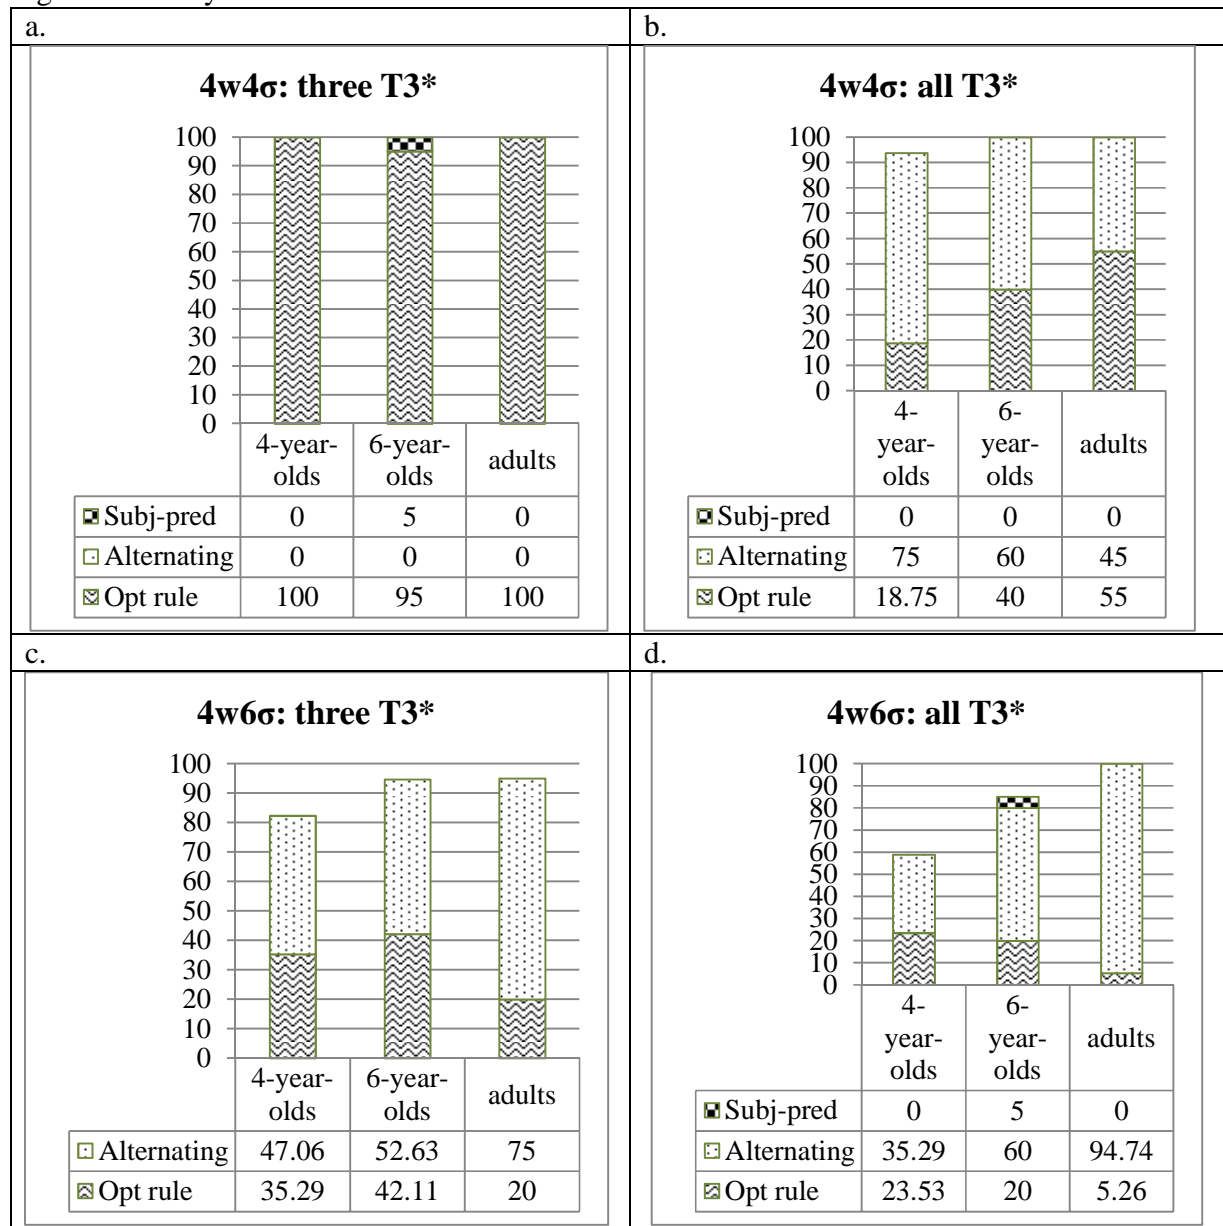 a.
b.
4w4σ: three T3*
100
90
80
70
60
50
40
30
20
10
0
4-year-olds 6-year-olds adults
Subj-pred 0 5 0
Alternating 0 0 0
Opt rule 100 95 100
4w4σ: all T3*
100
90
80
70
60
50
40
30
20
10
0
4-year-olds 6-year-olds adults
Subj-pred 0 0 0
Alternating 75 60 45
Opt rule 18.75 40 55
c.
d.
4w6σ: three T3*
100
90
80
70
60
50
40
30
20
10
0
4-year-olds 6-year-olds adults
Alternating 47.06 52.63 75
Opt rule 35.29 42.11 20
4w6σ: all T3*
100
90
80
70
60
50
40
30
20
10
0
4-year-olds 6-year-olds adults
Subj-pred 0 5 0
Alternating 35.29 60 94.74
Opt rule 23.53 20 5.26